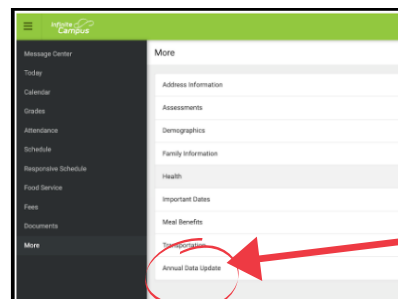 Infinite
Campus
Message Center
Today
Calendar
Grades
Attendance
Schedule
Responsive Schedule
Food Service
Fees
Documents
More
More
Address Information
Assessments
Demographics
Family Information
Health
Important Dates
Meal Benefits
Transportation
Annual Data Update